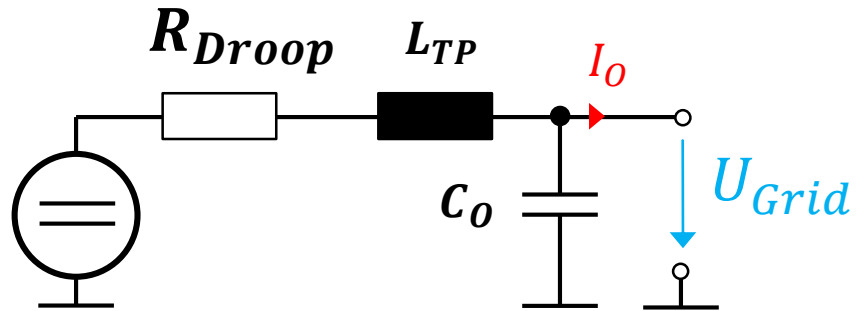 R_Droop
L_TP
I_O
C_O
U_Grid